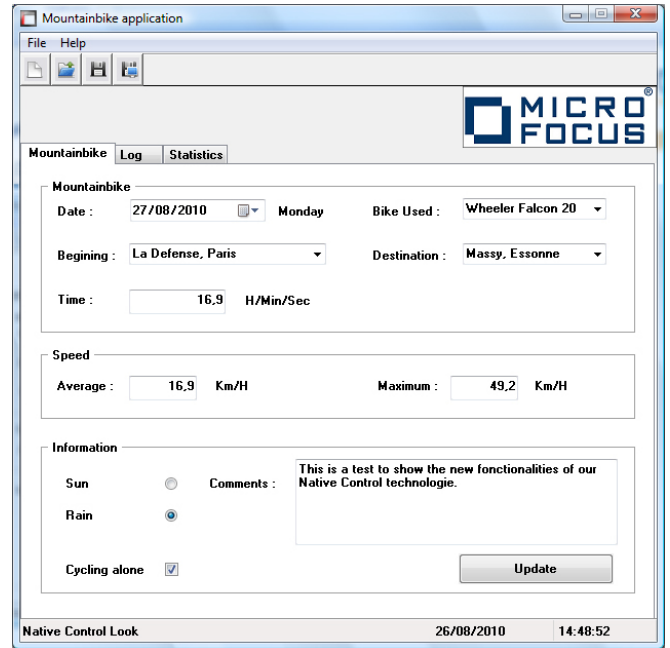 Mountainbike application
File Help
MICRO
FOCUS®
Mountainbike Log Statistics
Mountainbike
Date : 27/08/2010 Monday Bike Used : Wheeler Falcon 20
Begining : La Defense, Paris Destination : Massy, Essonne
Time : 16,9 H/Min/Sec
Speed
Average : 16,9 Km/H Maximum : 49,2 Km/H
Information
Sun Comments : This is a test to show the new fonctionalities of our
Native Control technologie.
Rain
Cycling alone Update
Native Control Look 26/08/2010 14:48:52